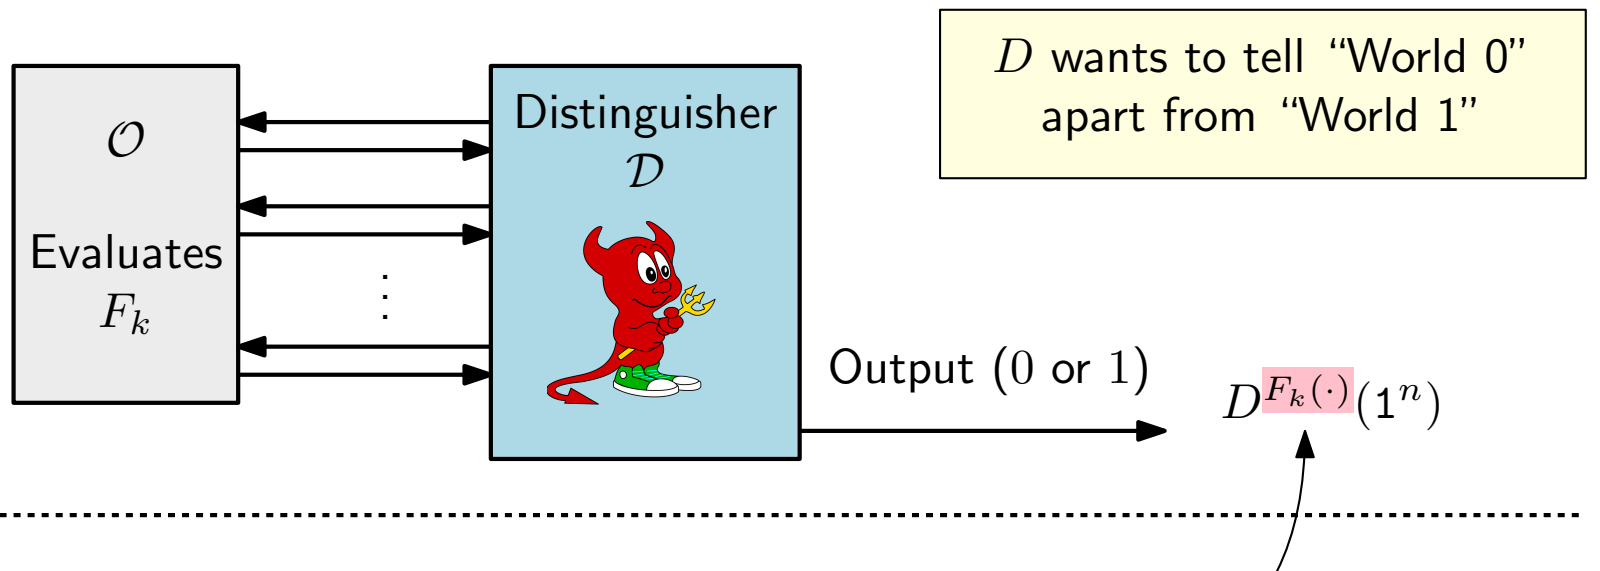 D wants to tell “World 0”
apart from “World 1”
𝒪
Evaluates
F_k
⋮
Distinguisher
𝒟
Output (0 or 1)
D^{F_k(·)}(1^n)